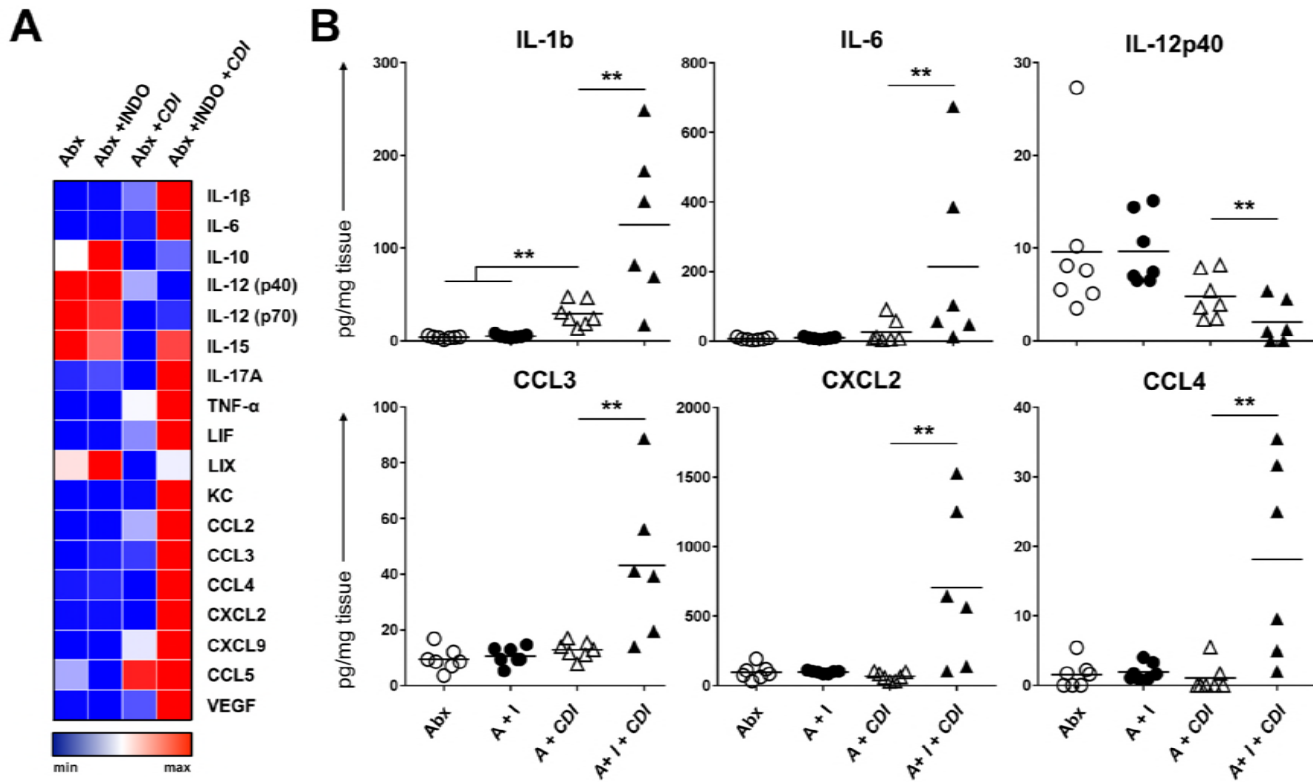 A
Abx
Abx +INDO
Abx +CDI
Abx +INDO +CDI
IL-1β
IL-6
IL-10
IL-12 (p40)
IL-12 (p70)
IL-15
IL-17A
TNF-α
LIF
LIX
KC
CCL2
CCL3
CCL4
CXCL2
CXCL9
CCL5
VEGF
min max
B
IL-1b
pg/mg tissue
300
200
100
0
**
**
IL-6
800
600
400
200
0
**
IL-12p40
30
20
10
0
**
CCL3
pg/mg tissue
100
80
60
40
20
0
**
Abx
A + I
A + CDI
A+ I + CDI
CXCL2
2000
1500
1000
500
0
**
Abx
A + I
A + CDI
A+ I + CDI
CCL4
40
30
20
10
0
**
Abx
A + I
A + CDI
A+ I + CDI